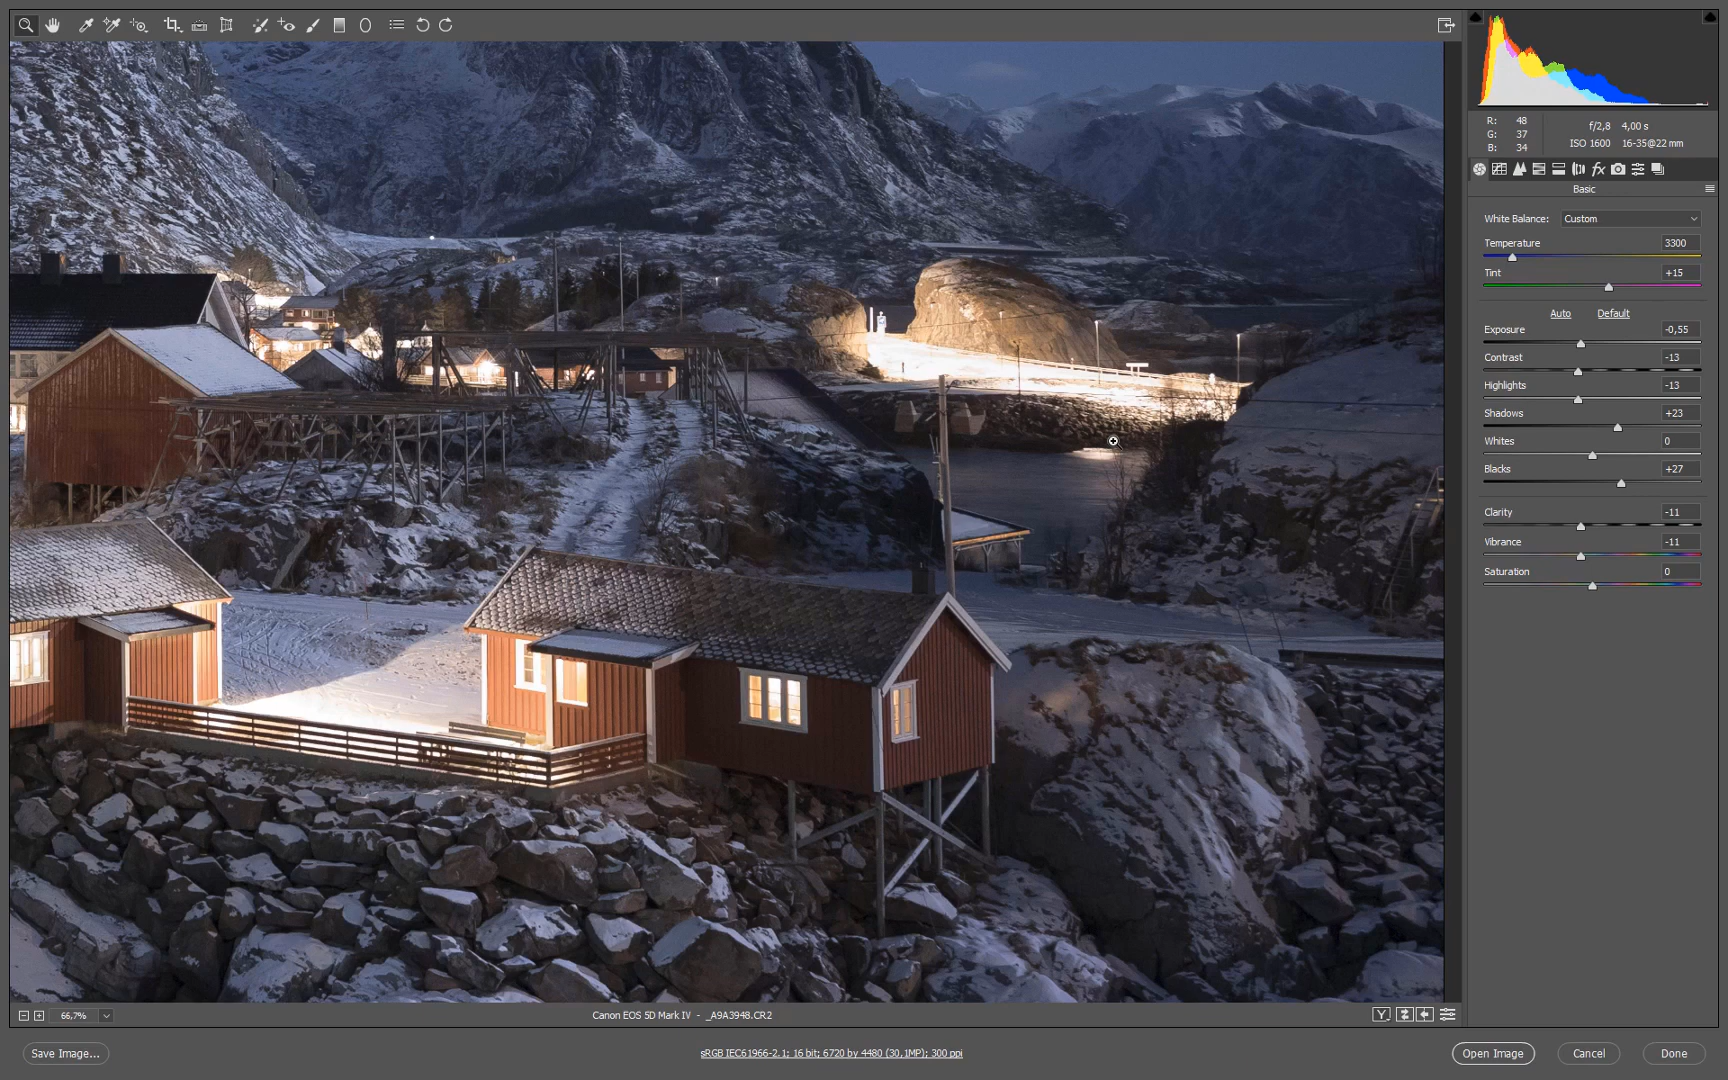 R: 48
G: 37
B: 34
f/2,8 4,00 s
ISO 1600 16-35@22 mm
fx
Basic
White Balance: Custom
Temperature 3300
Tint +15
Auto Default
Exposure -0,55
Contrast -13
Highlights -13
Shadows +23
Whites 0
Blacks +27
Clarity -11
Vibrance -11
Saturation 0
66,7%
Canon EOS 5D Mark IV - _A9A3948.CR2
Y
Save Image...
sRGB IEC61966-2.1; 16 bit; 6720 by 4480 (30,1MP); 300 ppi
Open Image
Cancel
Done